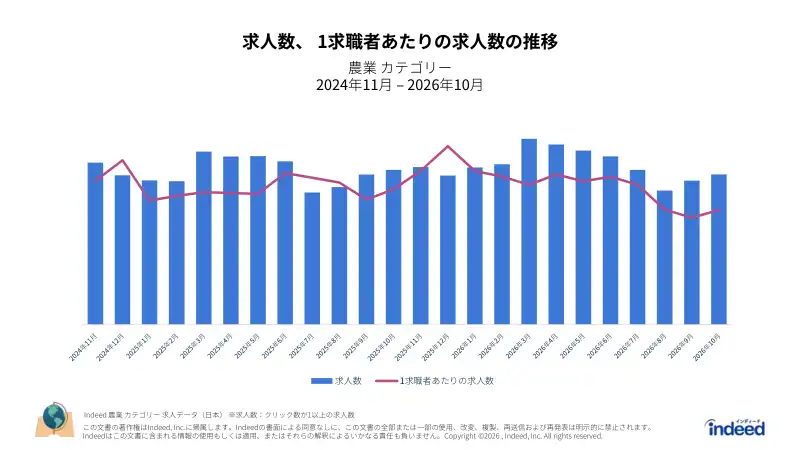 求人数、 1求職者あたりの求人数の推移
農業 カテゴリー
2024年11月 – 2026年10月
2024年11月
2024年12月
2025年1月
2025年2月
2025年3月
2025年4月
2025年5月
2025年6月
2025年7月
2025年8月
2025年9月
2025年10月
2025年11月
2025年12月
2026年1月
2026年2月
2026年3月
2026年4月
2026年5月
2026年6月
2026年7月
2026年8月
2026年9月
2026年10月
求人数
1求職者あたりの求人数
Indeed 農業 カテゴリー 求人データ（日本） ※求人数：クリック数が1以上の求人数
この文書の著作権はIndeed, Inc.に帰属します。Indeedの書面による同意なしに、この文書の全部または一部の使用、改変、複製、再送信および再発表は明示的に禁止されます。
Indeedはこの文書に含まれる情報の使用もしくは適用、またはそれらの解釈によるいかなる責任も負いません。Copyright ©2026 , Indeed, Inc. All rights reserved.
インディード
indeed